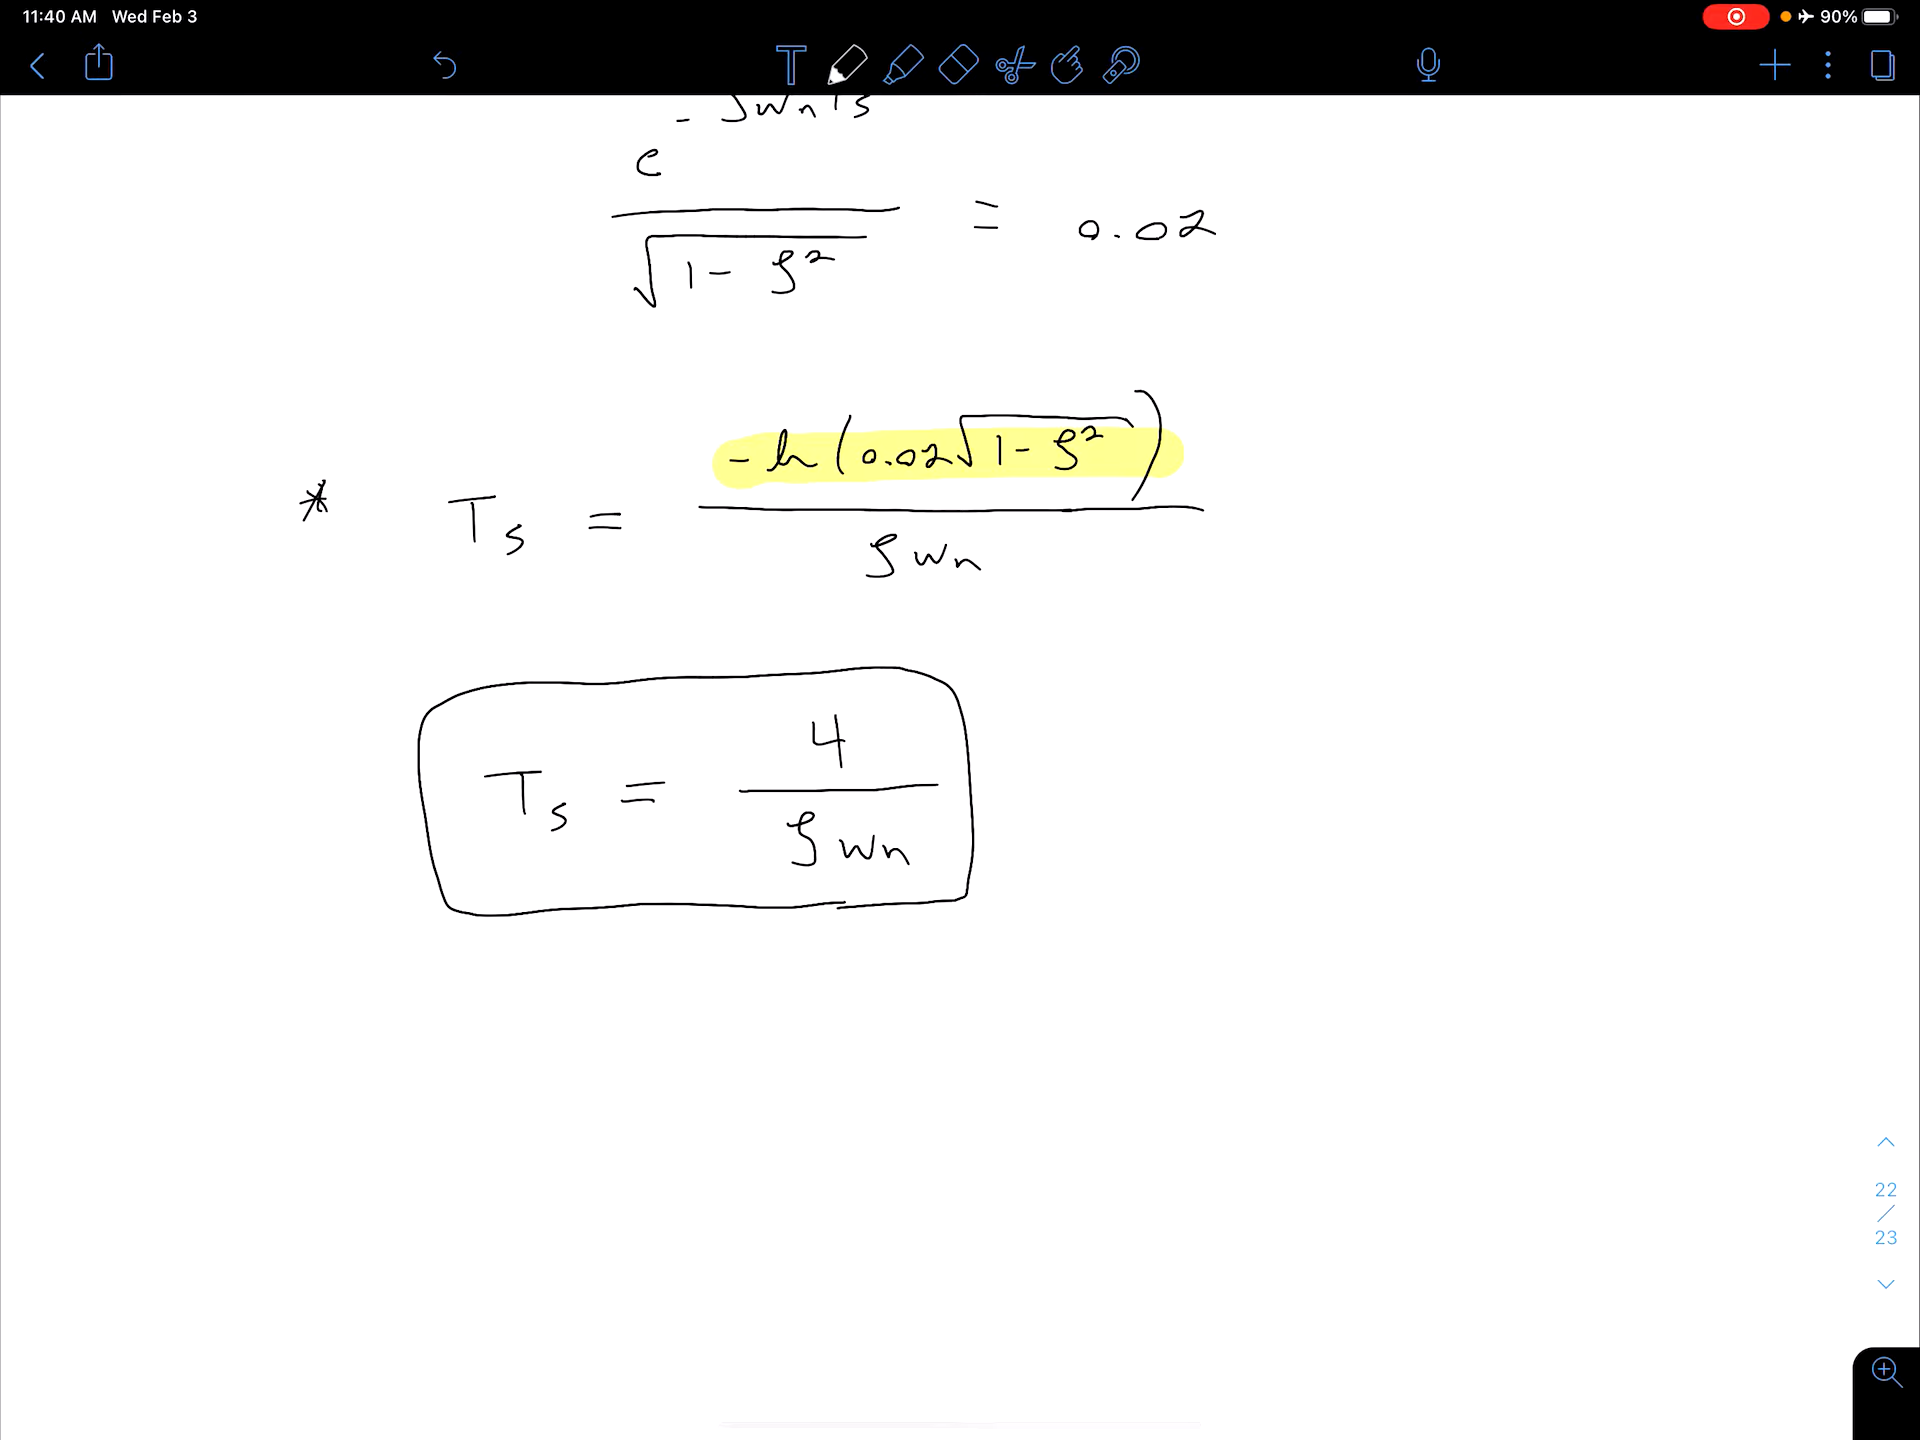 11:40 AM Wed Feb 3
90%
e^{-ζωnTs}
/ √(1 - ζ²) = 0.02
* Ts = -ln(0.02√(1 - ζ²)) / ζωn
Ts = 4 / ζωn
22
/
23